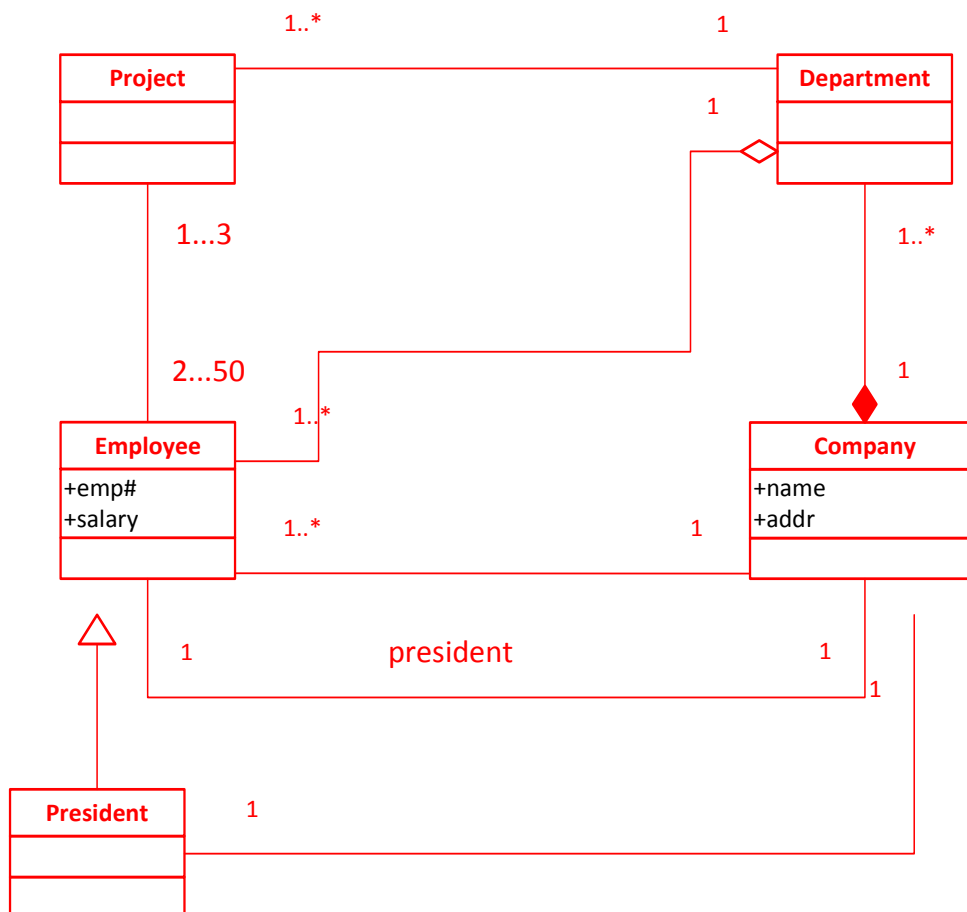 1..*
1
Project
Department
1
1...3
1..*
2...50
1
1..*
Employee
Company
+emp#
+salary
+name
+addr
1..*
1
1
president
1
1
President
1